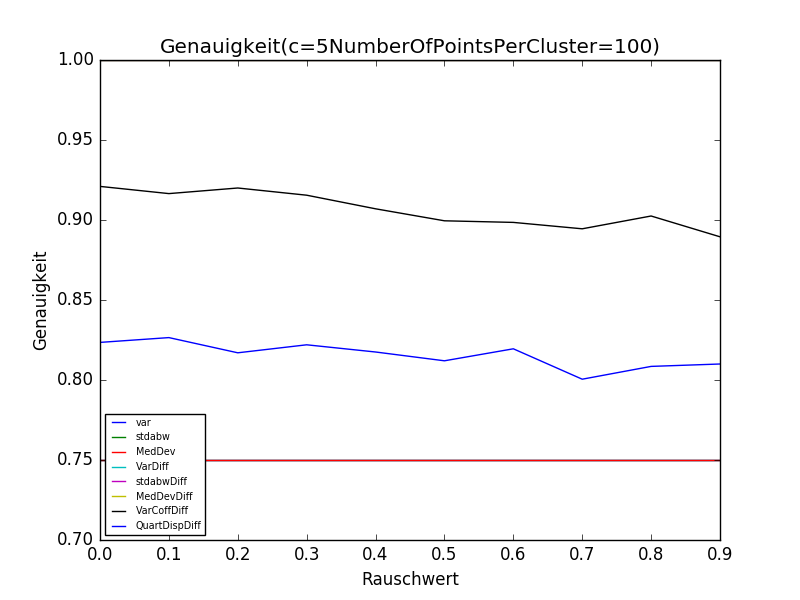 Genauigkeit(c=5NumberOfPointsPerCluster=100)
1.00
0.95
0.90
0.85
0.80
0.75
0.70
Genauigkeit
var
stdabw
MedDev
VarDiff
stdabwDiff
MedDevDiff
VarCoffDiff
QuartDispDiff
0.0 0.1 0.2 0.3 0.4 0.5 0.6 0.7 0.8 0.9
Rauschwert